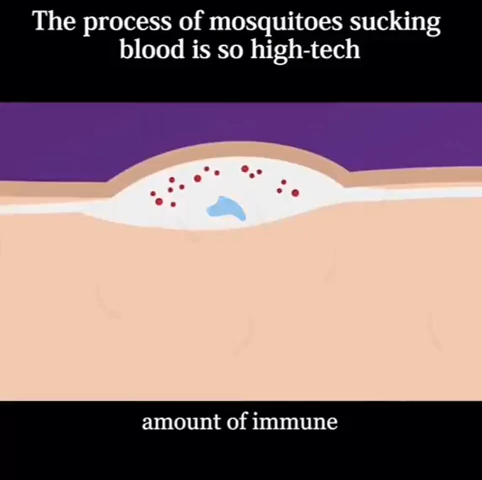 The process of mosquitoes sucking
blood is so high-tech
amount of immune